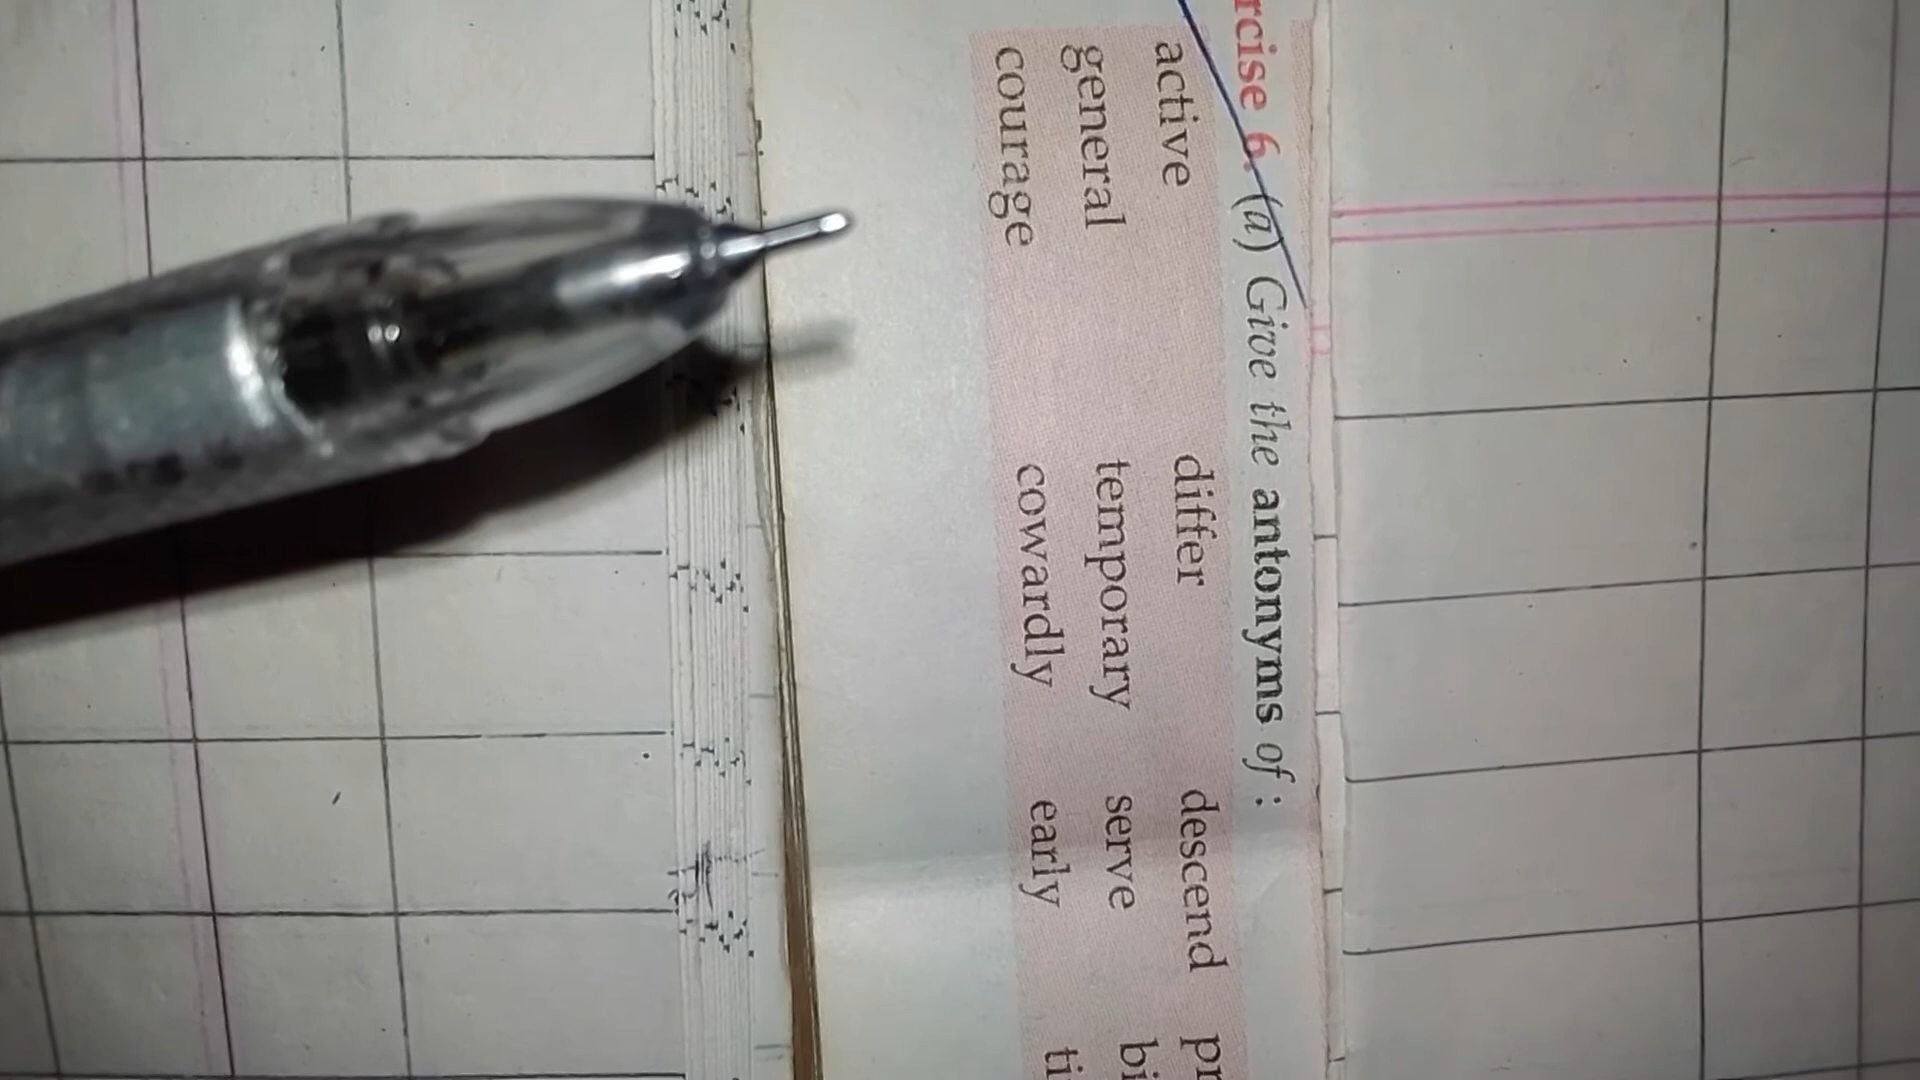 rcise 6. (a) Give the antonyms of :
active differ descend
general temporary serve
courage cowardly early